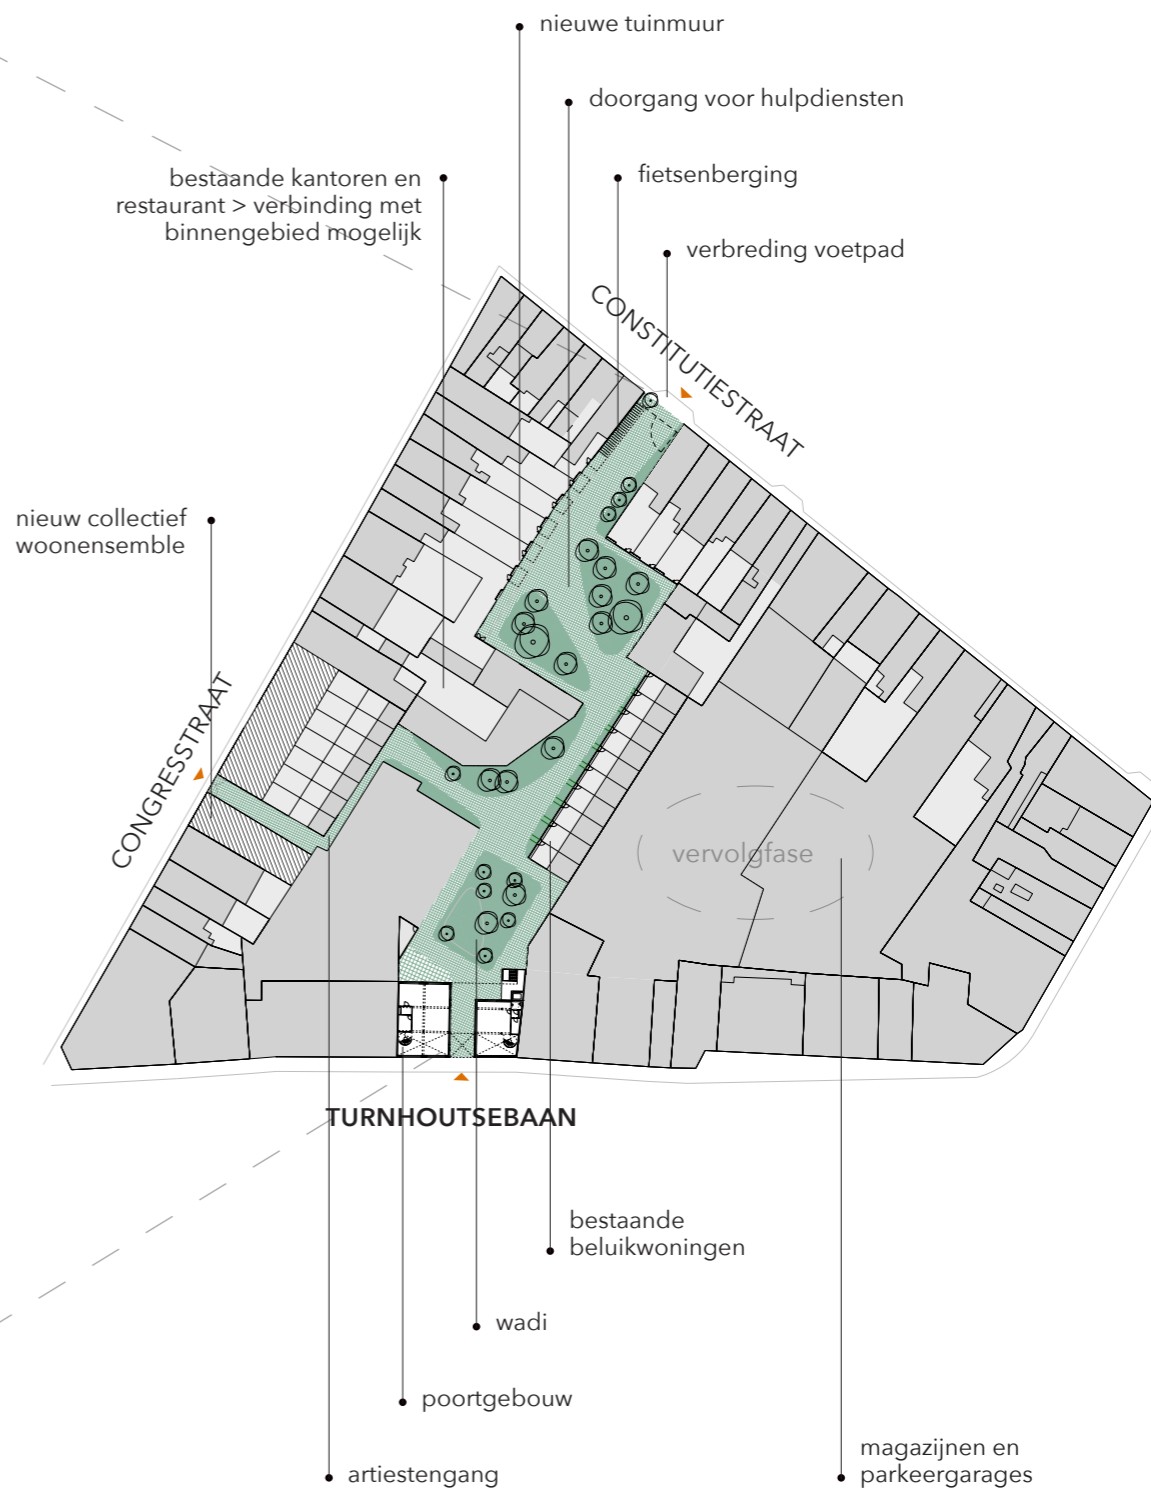 nieuwe tuinmuur
doorgang voor hulpdiensten
bestaande kantoren en
restaurant > verbinding met
binnengebied mogelijk
fietsenberging
verbreding voetpad
CONSTITUTIESTRAAT
nieuw collectief
woonensemble
CONGRESSTRAAT
vervolgfase
TURNHOUTSEBAAN
bestaande
beluikwoningen
wadi
poortgebouw
artiestengang
magazijnen en
parkeergarages